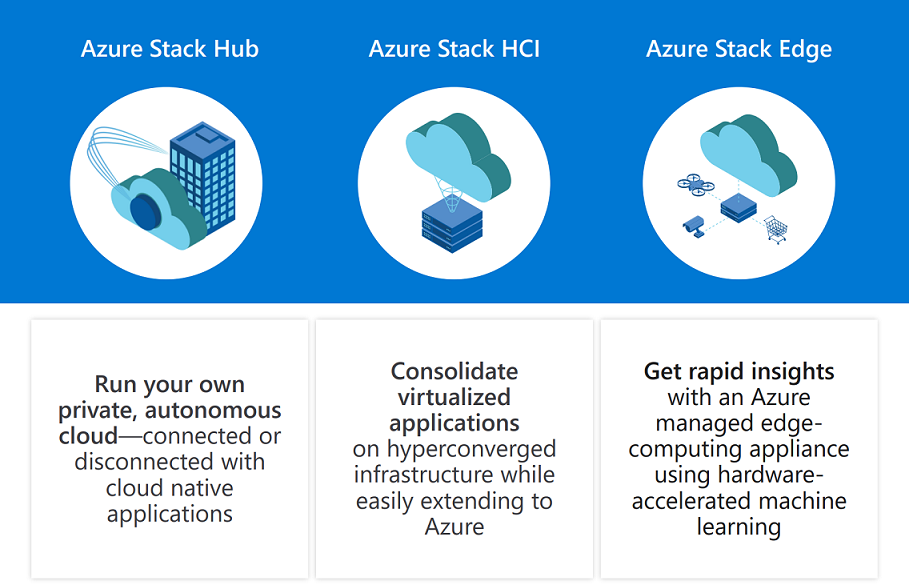 Azure Stack Hub
Azure Stack HCI
Azure Stack Edge
Run your own
private, autonomous
cloud—connected or
disconnected with
cloud native
applications
Consolidate
virtualized
applications
on hyperconverged
infrastructure while
easily extending to
Azure
Get rapid insights
with an Azure
managed edge-
computing appliance
using hardware-
accelerated machine
learning